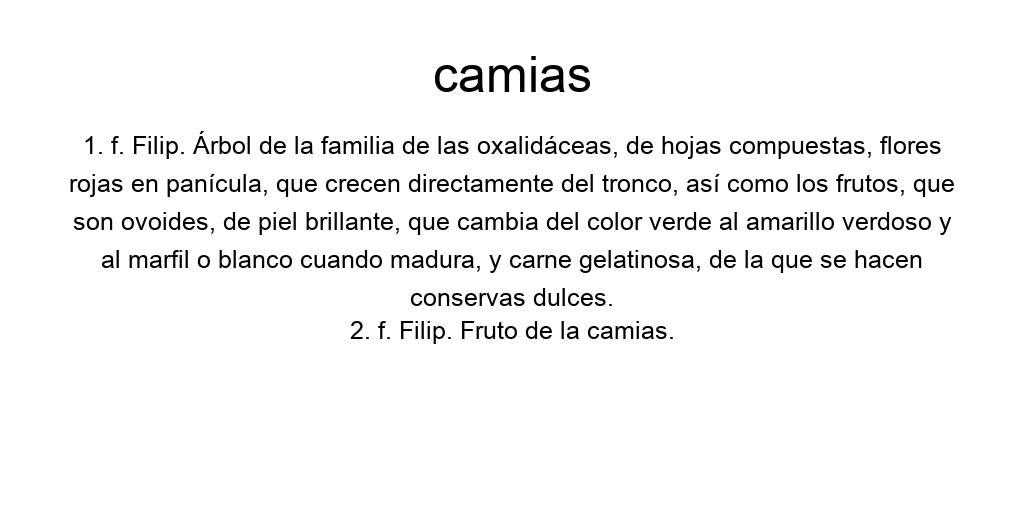 camias
1. f. Filip. Árbol de la familia de las oxalidáceas, de hojas compuestas, flores
rojas en panícula, que crecen directamente del tronco, así como los frutos, que
son ovoides, de piel brillante, que cambia del color verde al amarillo verdoso y
al marfil o blanco cuando madura, y carne gelatinosa, de la que se hacen
conservas dulces.
2. f. Filip. Fruto de la camias.